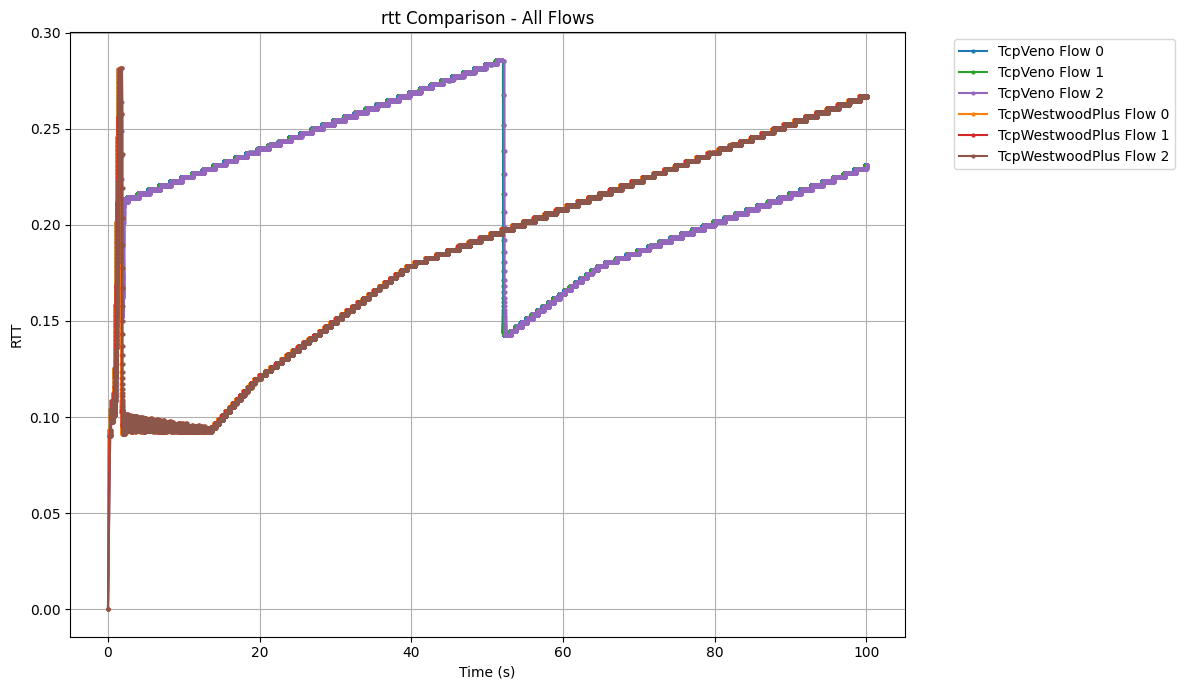 rtt Comparison - All Flows
TcpVeno Flow 0
TcpVeno Flow 1
TcpVeno Flow 2
TcpWestwoodPlus Flow 0
TcpWestwoodPlus Flow 1
TcpWestwoodPlus Flow 2
0.30
0.25
0.20
0.15
0.10
0.05
0.00
RTT
0 20 40 60 80 100
Time (s)